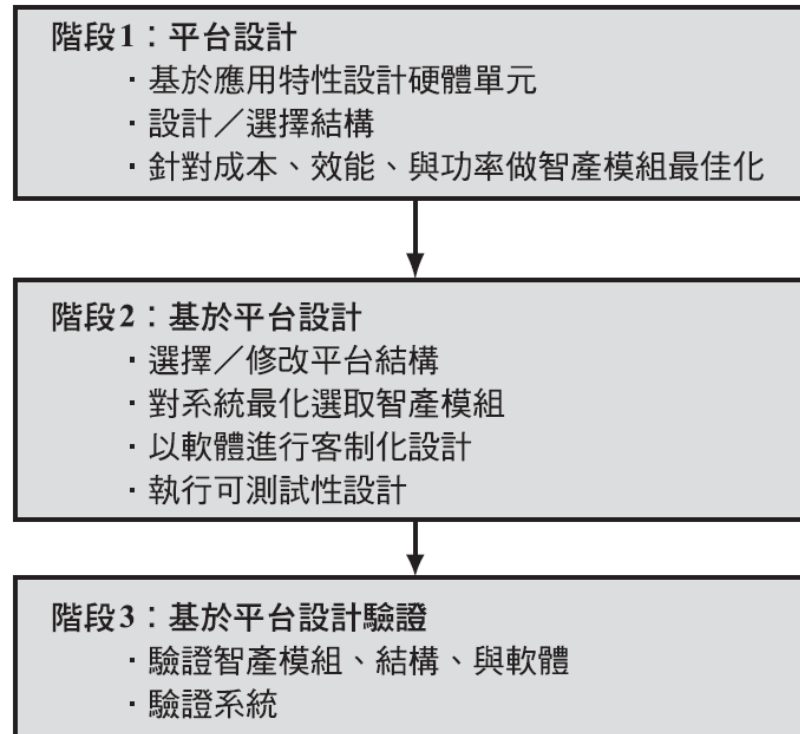 階段1：平台設計
·基於應用特性設計硬體單元
·設計／選擇結構
·針對成本、效能、與功率做智產模組最佳化
階段2：基於平台設計
·選擇／修改平台結構
·對系統最化選取智產模組
·以軟體進行客制化設計
·執行可測試性設計
階段3：基於平台設計驗證
·驗證智產模組、結構、與軟體
·驗證系統